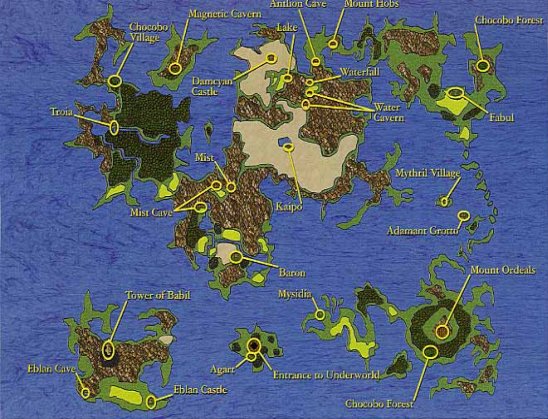 Antlion Cave
Mount Hobs
Chocobo
Village
Magnetic Cavern
Lake
Chocobo Forest
Damcyan
Castle
Waterfall
Troia
Water
Cavern
Fabul
Mist
Mythril Village
Mist Cave
Kaipo
Adamant Grotto
Baron
Mount Ordeals
Tower of Babil
Mysidia
Eblan Cave
Agart
Entrance to Underworld
Eblan Castle
Chocobo Forest